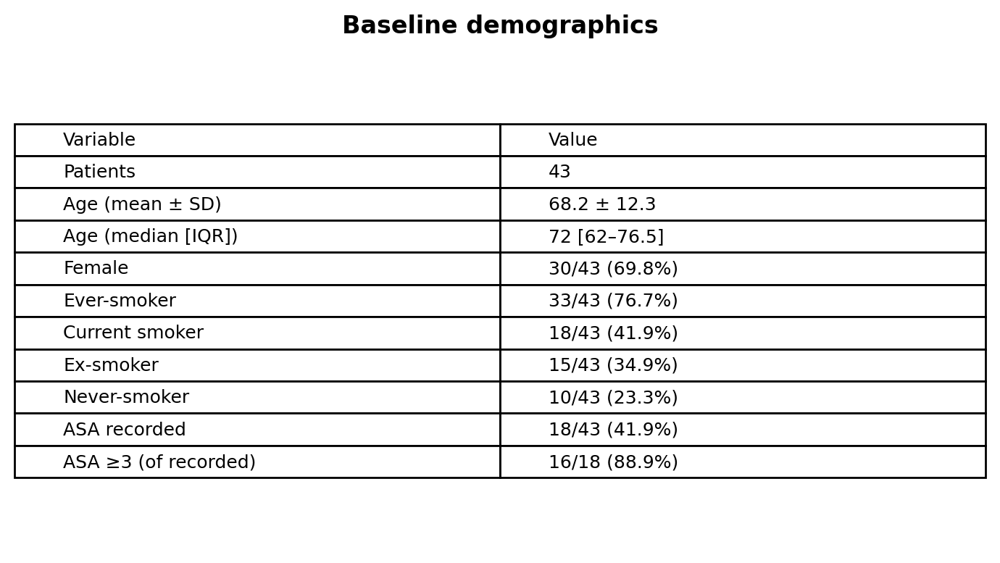 Baseline demographics
Variable Value
Patients 43
Age (mean ± SD) 68.2 ± 12.3
Age (median [IQR]) 72 [62–76.5]
Female 30/43 (69.8%)
Ever-smoker 33/43 (76.7%)
Current smoker 18/43 (41.9%)
Ex-smoker 15/43 (34.9%)
Never-smoker 10/43 (23.3%)
ASA recorded 18/43 (41.9%)
ASA ≥3 (of recorded) 16/18 (88.9%)